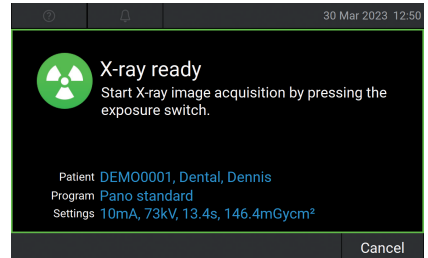 30 Mar 2023 12:50
X-ray ready
Start X-ray image acquisition by pressing the
exposure switch.
Patient DEMO0001, Dental, Dennis
Program Pano standard
Settings 10mA, 73kV, 13.4s, 146.4mGycm²
Cancel